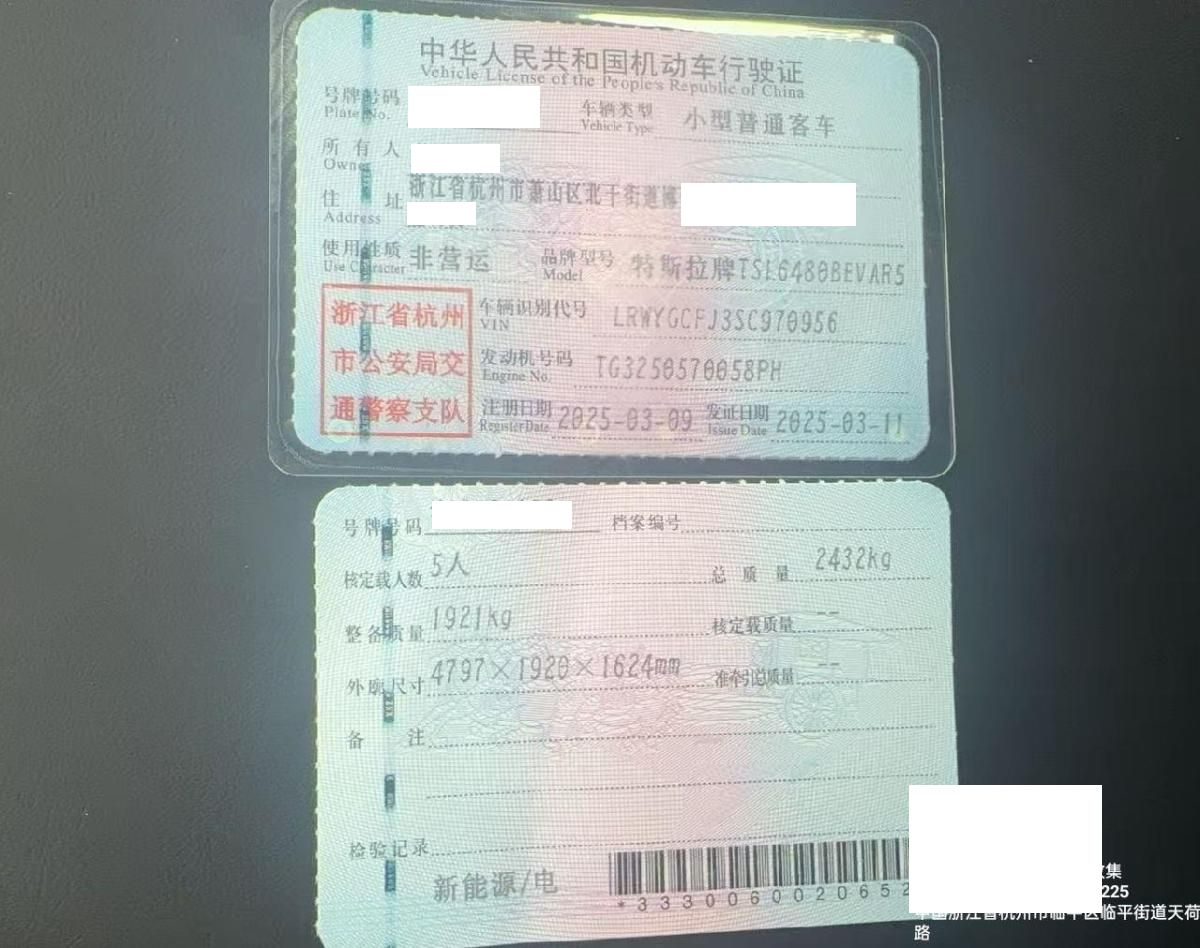 中华人民共和国机动车行驶证
Vehicle License of the People's Republic of China
号牌号码 车辆类型 小型普通客车
Plate No. Vehicle Type
所有人
Owner
住址 浙江省杭州市萧山区北干街道博
Address
使用性质 非营运 品牌型号 特斯拉牌TSL6480BEVAR5
Use Character Model
浙江省杭州
市公安局交
通警察支队
车辆识别代号 LRWYGCFJ3SC970956
VIN
发动机号码 TG3250570058PH
Engine No.
注册日期 2025-03-09 发证日期 2025-03-11
Register Date Issue Date
号牌号码 档案编号
核定载人数 5人 总质量 2432kg
整备质量 1921kg 核定载质量 --
外廓尺寸 4797×1920×1624mm 准牵引总质量 --
备注
检验记录
新能源/电
*3330060020652
收集
225
中国浙江省杭州市临平区临平街道天荷
路